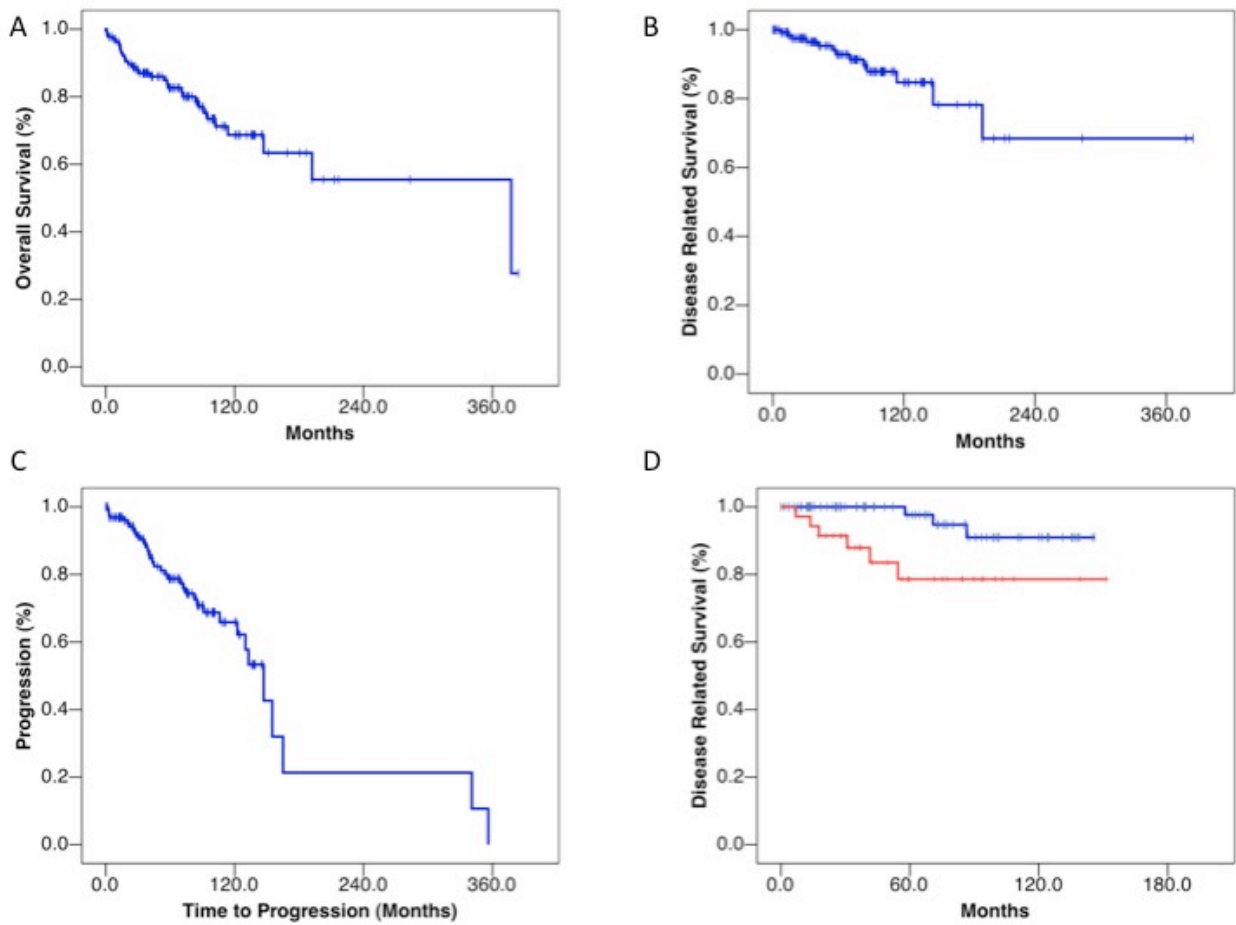 A
Overall Survival (%)
1.0
0.8
0.6
0.4
0.2
0.0
0.0 120.0 240.0 360.0
Months
B
Disease Related Survival (%)
1.0
0.8
0.6
0.4
0.2
0.0
0.0 120.0 240.0 360.0
Months
C
Progression (%)
1.0
0.8
0.6
0.4
0.2
0.0
0.0 120.0 240.0 360.0
Time to Progression (Months)
D
Disease Related Survival (%)
1.0
0.8
0.6
0.4
0.2
0.0
0.0 60.0 120.0 180.0
Months